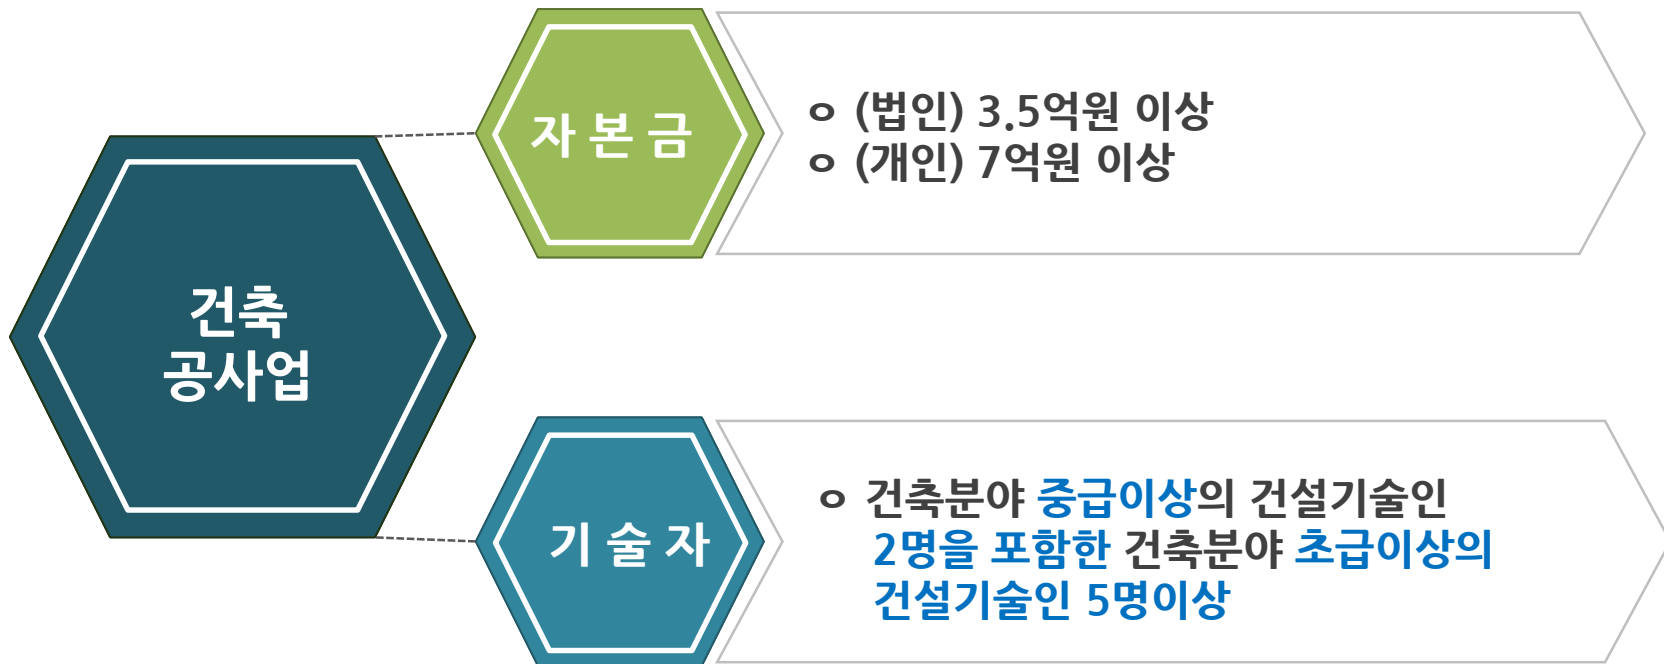 건축
공사업
자 본 금
ㅇ (법인) 3.5억원 이상
ㅇ (개인) 7억원 이상
기 술 자
ㅇ 건축분야 중급이상의 건설기술인
2명을 포함한 건축분야 초급이상의
건설기술인 5명이상